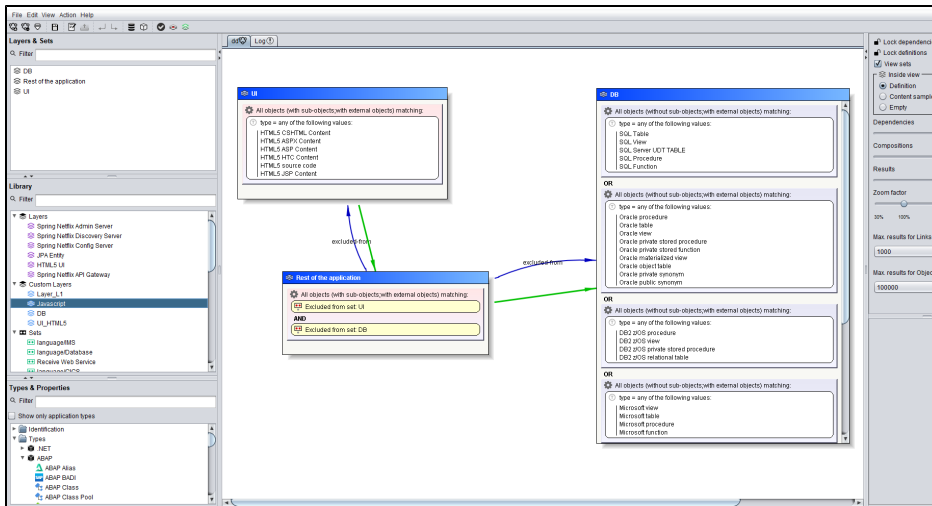 File Edit View Action Help
Layers & Sets
Filter
DB
Rest of the application
UI
Library
Filter
Layers
Spring Netflix Admin Server
Spring Netflix Discovery Server
Spring Netflix Config Server
JPA Entity
HTML5 UI
Spring Netflix API Gateway
Custom Layers
Layer_L1
Javascript
DB
UI_HTML5
Sets
language/IMS
language/Database
Receive Web Service
language/CICS
Types & Properties
Filter
Show only application types
Identification
Types
.NET
ABAP
ABAP Alias
ABAP BADI
ABAP Class
ABAP Class Pool
dd
Log
UI
All objects (with sub-objects;with external objects) matching:
type = any of the following values:
HTML5 CSHTML Content
HTML5 ASPX Content
HTML5 ASP Content
HTML5 HTC Content
HTML5 source code
HTML5 JSP Content
excluded-from
excluded-from
Rest of the application
All objects (with sub-objects;with external objects) matching:
Excluded from set: UI
AND
Excluded from set: DB
DB
All objects (without sub-objects;with external objects) matching:
type = any of the following values:
SQL Table
SQL View
SQL Server UDT TABLE
SQL Procedure
SQL Function
OR
All objects (without sub-objects;with external objects) matching:
type = any of the following values:
Oracle procedure
Oracle table
Oracle view
Oracle private stored procedure
Oracle private stored function
Oracle materialized view
Oracle object table
Oracle private synonym
Oracle public synonym
OR
All objects (without sub-objects;with external objects) matching:
type = any of the following values:
DB2 z/OS procedure
DB2 z/OS view
DB2 z/OS private stored procedure
DB2 z/OS relational table
OR
All objects (without sub-objects;with external objects) matching:
type = any of the following values:
Microsoft view
Microsoft table
Microsoft procedure
Microsoft function
Lock dependenci
Lock definitions
View sets
Inside view
Definition
Content sample
Empty
Dependencies
Compositions
Results
Zoom factor
30% 100%
Max. results for Links
1000
Max. results for Objec
100000